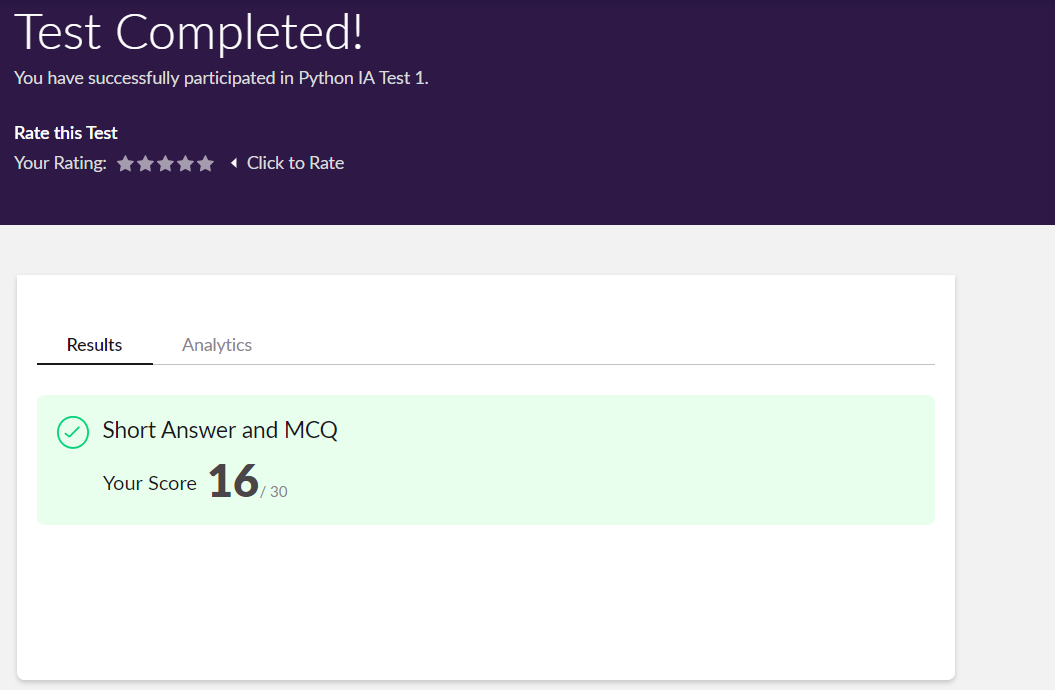 Test Completed!
You have successfully participated in Python IA Test 1.
Rate this Test
Your Rating: Click to Rate
Results Analytics
Short Answer and MCQ
Your Score 16 / 30